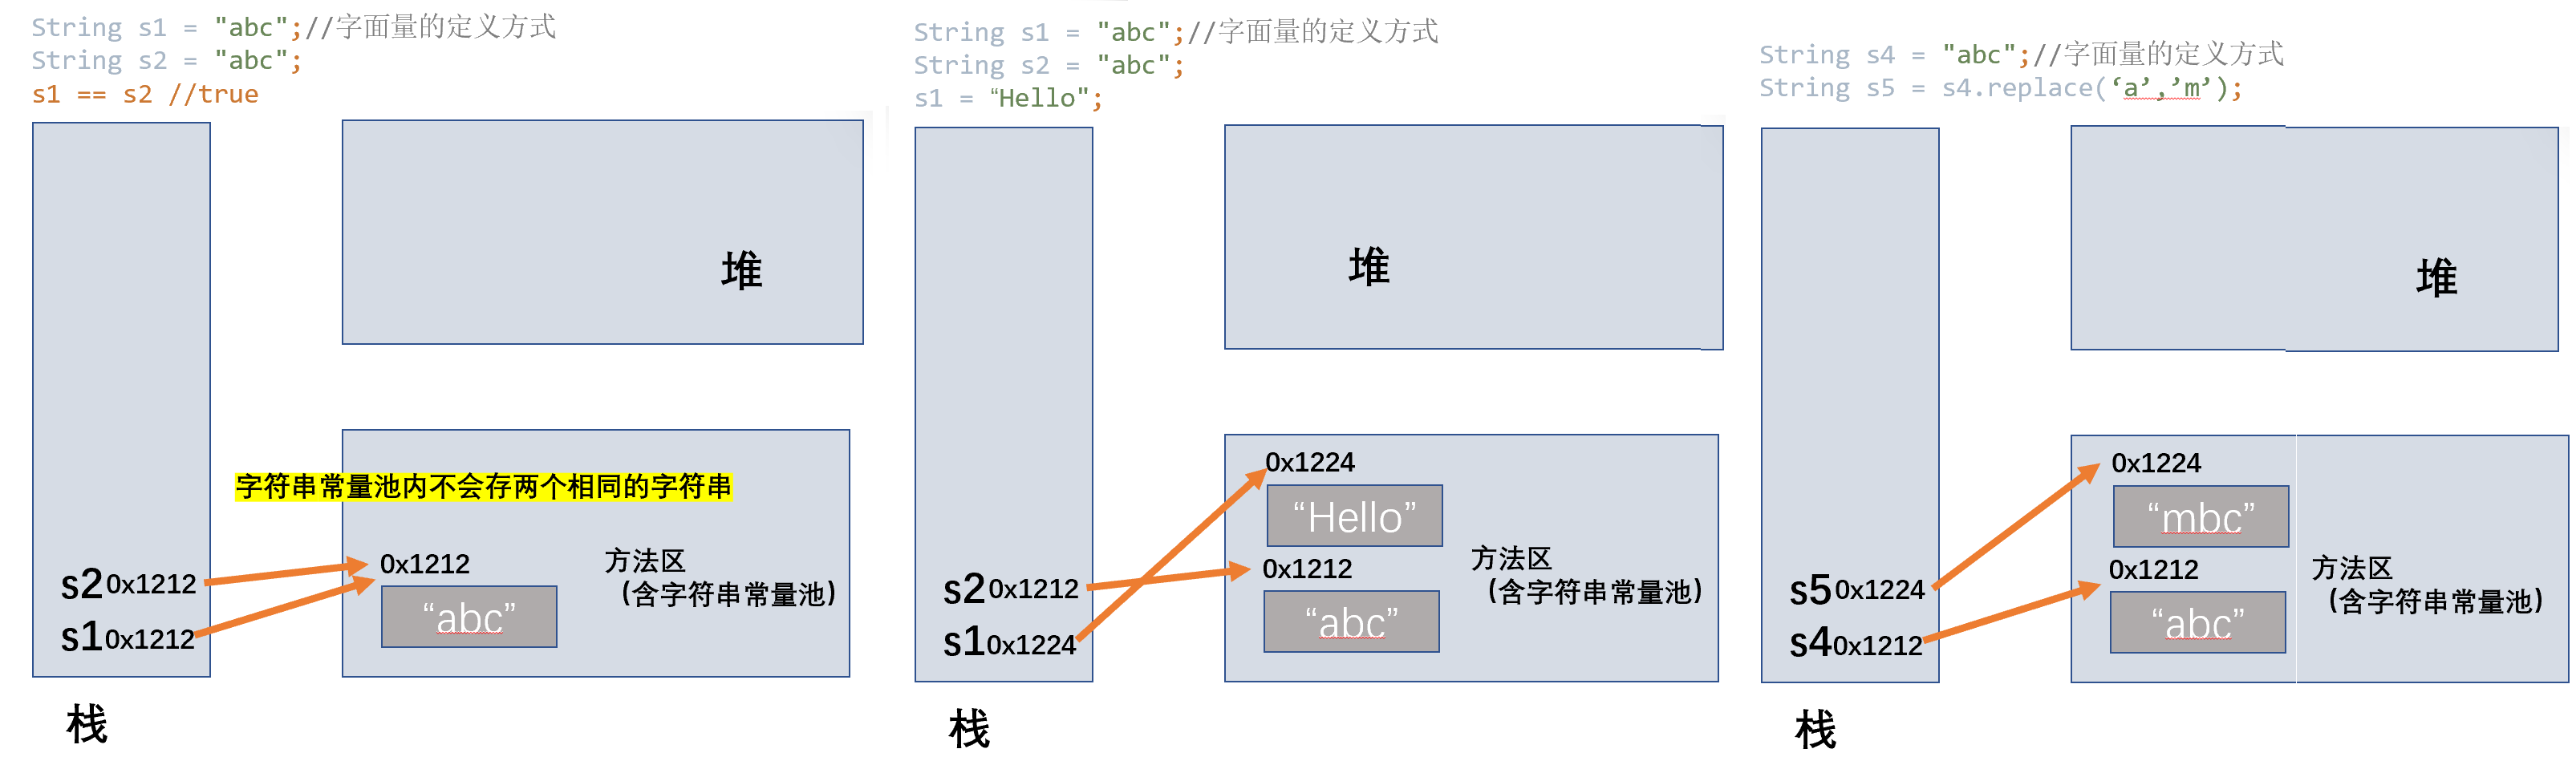 String s1 = "abc";//字面量的定义方式
String s2 = "abc";
s1 == s2 //true
堆
字符串常量池内不会存两个相同的字符串
0x1212
"abc"
方法区
（含字符串常量池）
s2 0x1212
s1 0x1212
栈
String s1 = "abc";//字面量的定义方式
String s2 = "abc";
s1 = “Hello";
堆
0x1224
“Hello”
0x1212
“abc”
方法区
（含字符串常量池）
s2 0x1212
s1 0x1224
栈
String s4 = "abc";//字面量的定义方式
String s5 = s4.replace(‘a’,’m’);
堆
0x1224
“mbc”
0x1212
“abc”
方法区
（含字符串常量池）
s5 0x1224
s4 0x1212
栈